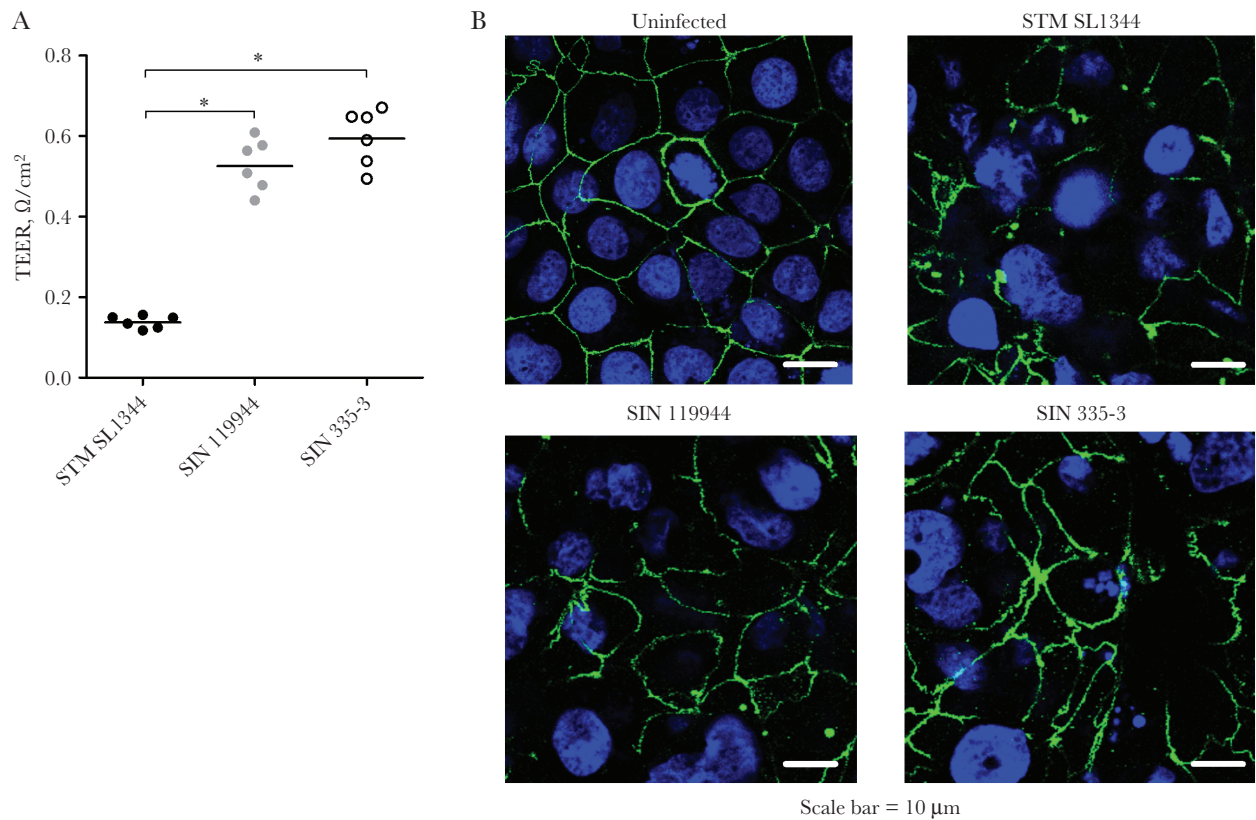 A
0.8
0.6
0.4
0.2
0.0
TEER, Ω/cm²
*
*
STM SL1344
SIN 119944
SIN 335-3
B
Uninfected
STM SL1344
SIN 119944
SIN 335-3
Scale bar = 10 μm